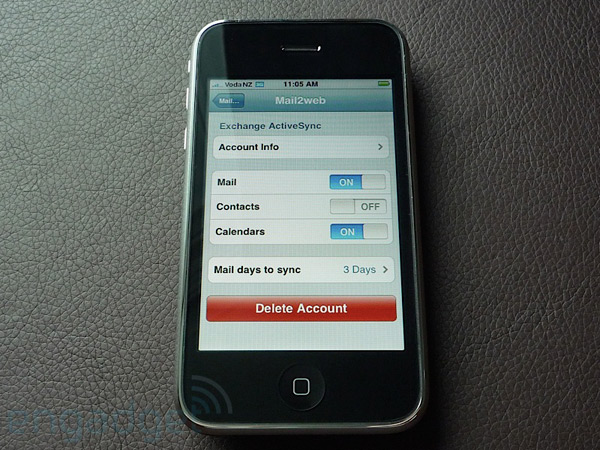 VodaNZ 11:05 AM
Mail... Mail2web
Exchange ActiveSync
Account Info
Mail ON
Contacts OFF
Calendars ON
Mail days to sync 3 Days
Delete Account
engadget